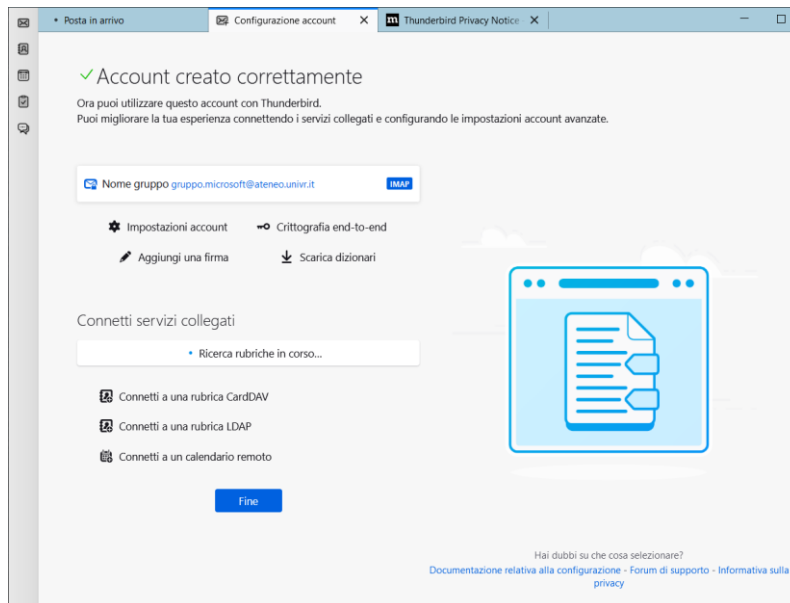 Posta in arrivo
Configurazione account
m Thunderbird Privacy Notice
Account creato correttamente
Ora puoi utilizzare questo account con Thunderbird.
Puoi migliorare la tua esperienza connettendo i servizi collegati e configurando le impostazioni account avanzate.
Nome gruppo gruppo.microsoft@ateneo.univr.it IMAP
Impostazioni account
Crittografia end-to-end
Aggiungi una firma
Scarica dizionari
Connetti servizi collegati
Ricerca rubriche in corso...
Connetti a una rubrica CardDAV
Connetti a una rubrica LDAP
Connetti a un calendario remoto
Fine
Hai dubbi su che cosa selezionare?
Documentazione relativa alla configurazione - Forum di supporto - Informativa sulla
privacy